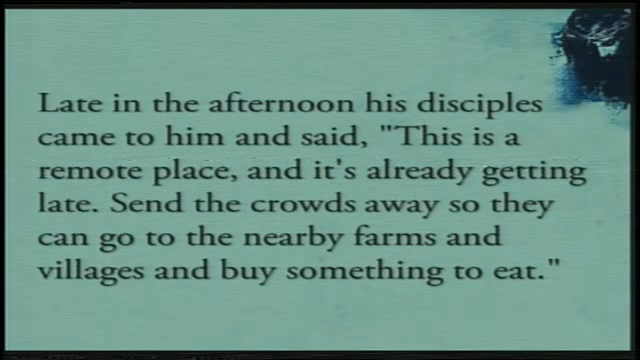 Late in the afternoon his disciples
came to him and said, "This is a
remote place, and it's already getting
late. Send the crowds away so they
can go to the nearby farms and
villages and buy something to eat."